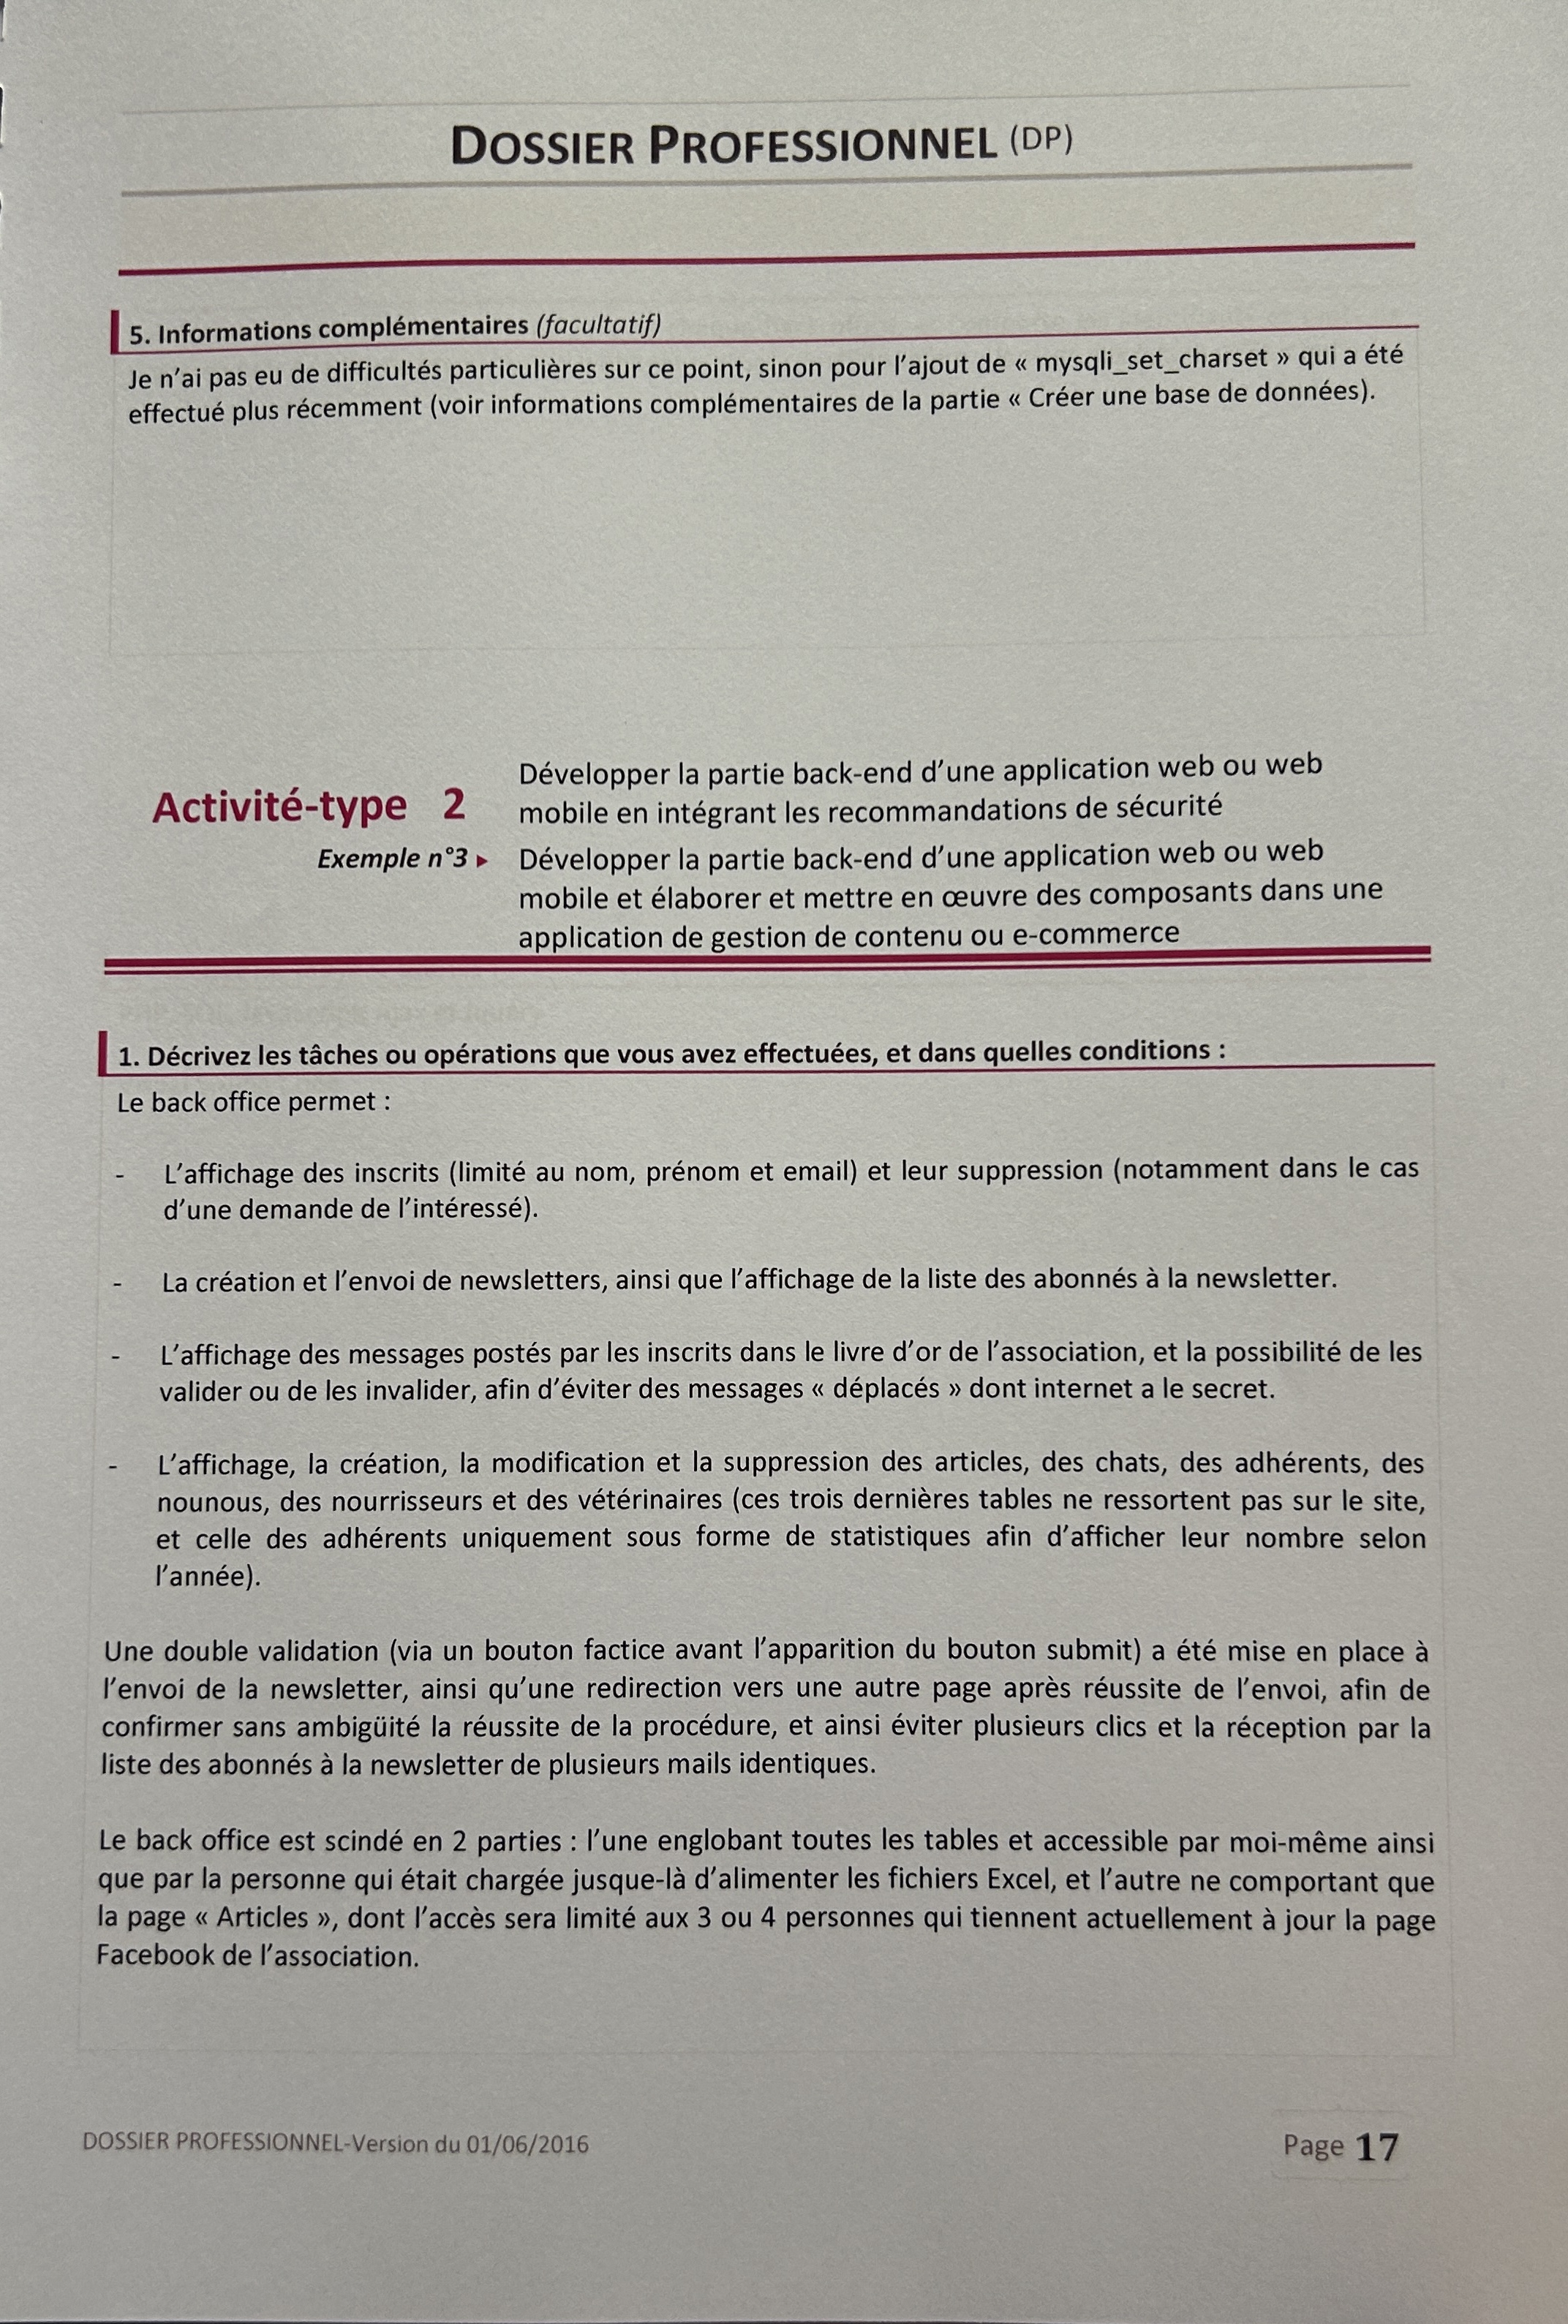 DOSSIER PROFESSIONNEL (DP)
5. Informations complémentaires (facultatif)
Je n’ai pas eu de difficultés particulières sur ce point, sinon pour l’ajout de « mysqli_set_charset » qui a été
effectué plus récemment (voir informations complémentaires de la partie « Créer une base de données).
Activité-type 2
Développer la partie back-end d’une application web ou web
mobile en intégrant les recommandations de sécurité
Exemple n°3 ▸
Développer la partie back-end d’une application web ou web
mobile et élaborer et mettre en œuvre des composants dans une
application de gestion de contenu ou e-commerce
1. Décrivez les tâches ou opérations que vous avez effectuées, et dans quelles conditions :
Le back office permet :
- L’affichage des inscrits (limité au nom, prénom et email) et leur suppression (notamment dans le cas
d’une demande de l’intéressé).
- La création et l’envoi de newsletters, ainsi que l’affichage de la liste des abonnés à la newsletter.
- L’affichage des messages postés par les inscrits dans le livre d’or de l’association, et la possibilité de les
valider ou de les invalider, afin d’éviter des messages « déplacés » dont internet a le secret.
- L’affichage, la création, la modification et la suppression des articles, des chats, des adhérents, des
nounous, des nourrisseurs et des vétérinaires (ces trois dernières tables ne ressortent pas sur le site,
et celle des adhérents uniquement sous forme de statistiques afin d’afficher leur nombre selon
l’année).
Une double validation (via un bouton factice avant l’apparition du bouton submit) a été mise en place à
l’envoi de la newsletter, ainsi qu’une redirection vers une autre page après réussite de l’envoi, afin de
confirmer sans ambigüité la réussite de la procédure, et ainsi éviter plusieurs clics et la réception par la
liste des abonnés à la newsletter de plusieurs mails identiques.
Le back office est scindé en 2 parties : l’une englobant toutes les tables et accessible par moi-même ainsi
que par la personne qui était chargée jusque-là d’alimenter les fichiers Excel, et l’autre ne comportant que
la page « Articles », dont l’accès sera limité aux 3 ou 4 personnes qui tiennent actuellement à jour la page
Facebook de l’association.
DOSSIER PROFESSIONNEL-Version du 01/06/2016
Page 17